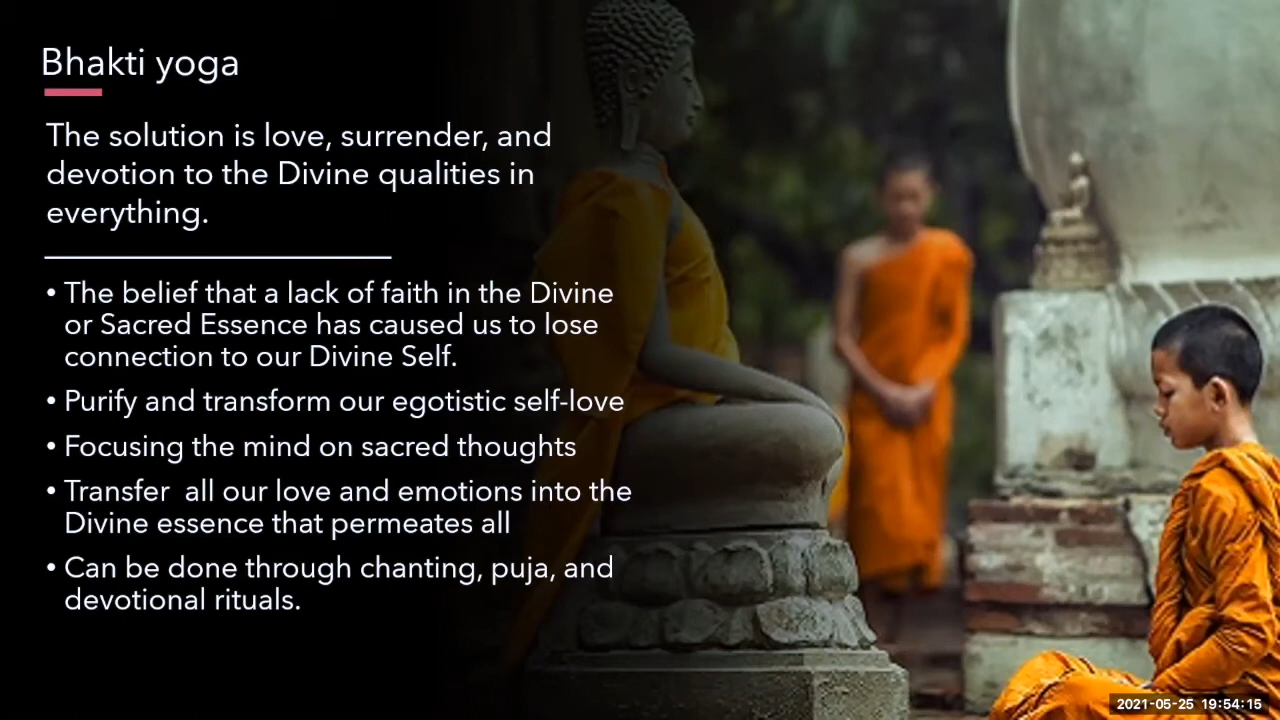 Bhakti yoga
The solution is love, surrender, and
devotion to the Divine qualities in
everything.
• The belief that a lack of faith in the Divine
or Sacred Essence has caused us to lose
connection to our Divine Self.
• Purify and transform our egotistic self-love
• Focusing the mind on sacred thoughts
• Transfer  all our love and emotions into the
Divine essence that permeates all
• Can be done through chanting, puja, and
devotional rituals.
2021-05-25 19:54:15